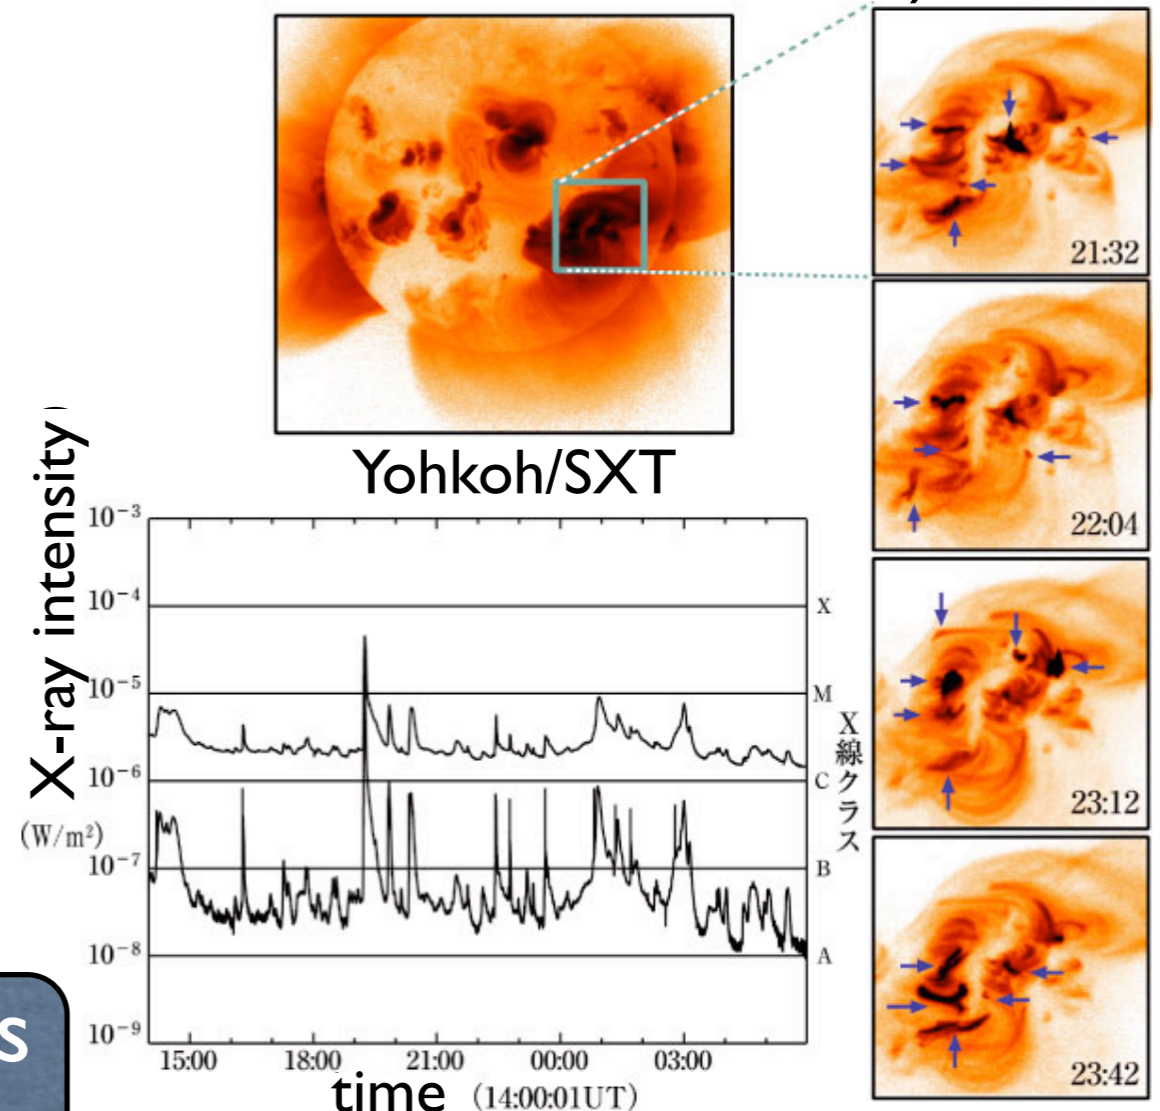 21:32
22:04
23:12
23:42
Yohkoh/SXT
X-ray intensity
(W/m²)
10⁻³
10⁻⁴
10⁻⁵
10⁻⁶
10⁻⁷
10⁻⁸
10⁻⁹
X
M
C
B
A
X線クラス
15:00 18:00 21:00 00:00 03:00
time (14:00:01UT)
s